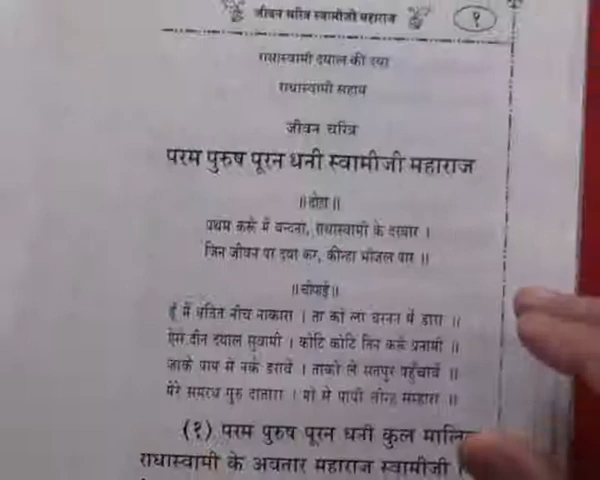 जीवन चरित्र स्वामीजी महाराज
१
राधास्वामी दयाल की दया
राधास्वामी सहाय
जीवन चरित्र
परम पुरुष पूरन धनी स्वामीजी महाराज
॥ दोहा ॥
प्रथम करूँ मैं बन्दना, राधास्वामी के दरबार ।
जिन जीवन पर दया कर, कीन्हा भौजल पार ॥
॥ चौपाई ॥
हूँ मैं पतित नीच नाकारा । ता को ला चरनन में डारा ॥
ऐसे दीन दयाल सुवामी । कोटि कोटि तिन करूँ प्रनामी ॥
जाके पाप से नर्क डरावे । ताको ले सतपुर पहुँचावें ॥
मेरे समरथ गुरु दातारा । मो से पापी लीन्ह सम्हारा ॥
(१) परम पुरुष पूरन धनी कुल
राधास्वामी के अवतार महाराज स्वामीजी